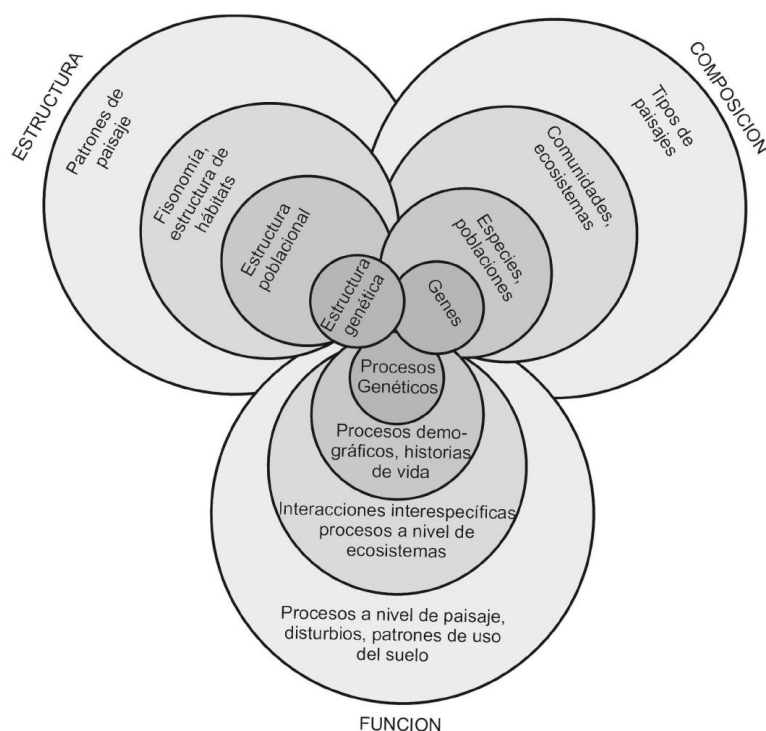 ESTRUCTURA
Patrones de
paisaje
Fisonomía,
estructura de
hábitats
Estructura
poblacional
Estructura
genética
COMPOSICION
Tipos de
paisajes
Comunidades,
ecosistemas
Especies,
poblaciones
Genes
Procesos
Genéticos
Procesos demo-
gráficos, historias
de vida
Interacciones interespecíficas
procesos a nivel de
ecosistemas
Procesos a nivel de paisaje,
disturbios, patrones de uso
del suelo
FUNCION